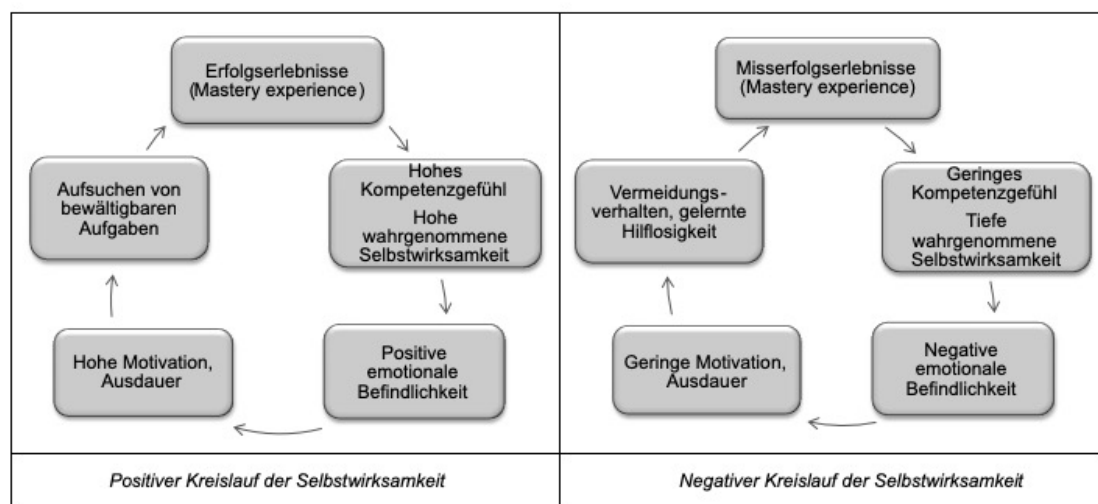 Erfolgserlebnisse
(Mastery experience)
Hohes
Kompetenzgefühl
Hohe
wahrgenommene
Selbstwirksamkeit
Positive
emotionale
Befindlichkeit
Hohe Motivation,
Ausdauer
Aufsuchen von
bewältigbaren
Aufgaben
Positiver Kreislauf der Selbstwirksamkeit
Misserfolgserlebnisse
(Mastery experience)
Geringes
Kompetenzgefühl
Tiefe
wahrgenommene
Selbstwirksamkeit
Negative
emotionale
Befindlichkeit
Geringe Motivation,
Ausdauer
Vermeidungs-
verhalten, gelernte
Hilflosigkeit
Negativer Kreislauf der Selbstwirksamkeit